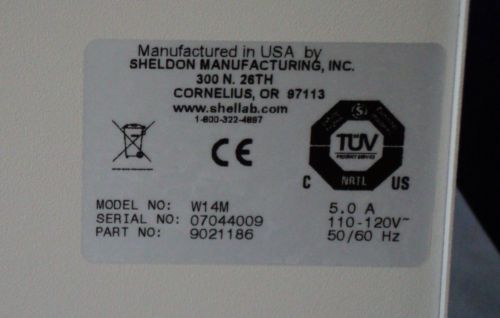 Manufactured in USA by
SHELDON MANUFACTURING, INC.
300 N. 26TH
CORNELIUS, OR 97113
www.shellab.com
1-800-322-4897
CE
TÜV
PRODUCT SERVICE
C NRTL US
MODEL NO: W14M 5.0 A
SERIAL NO: 07044009 110-120V~
PART NO: 9021186 50/60 Hz